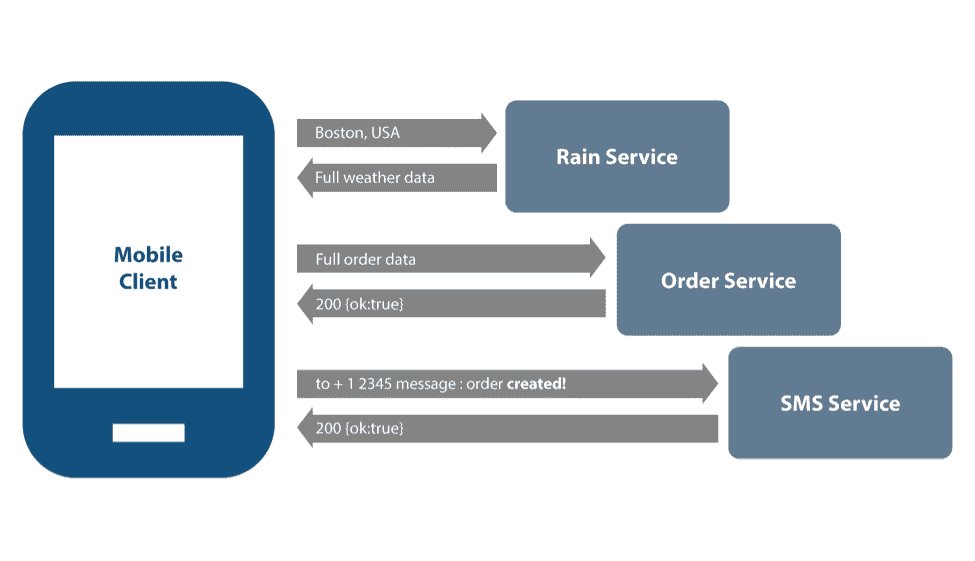 Mobile
Client
Boston, USA
Full weather data
Rain Service
Full order data
200 {ok:true}
Order Service
to + 1 2345 message : order created!
200 {ok:true}
SMS Service